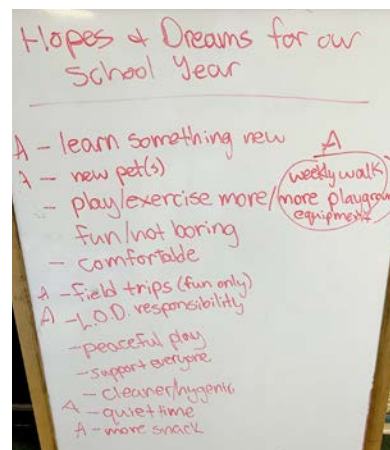 Hopes & Dreams for our
School Year
A - learn something new
A - new pet(s)
- play/exercise more/
A
weekly walk
more playground
equipment
fun/not boring
- comfortable
A - field trips (fun only)
A - L.O.D. responsibility
- peaceful play
- support everyone
- cleaner/hygenic
A - quiet time
A - more snack